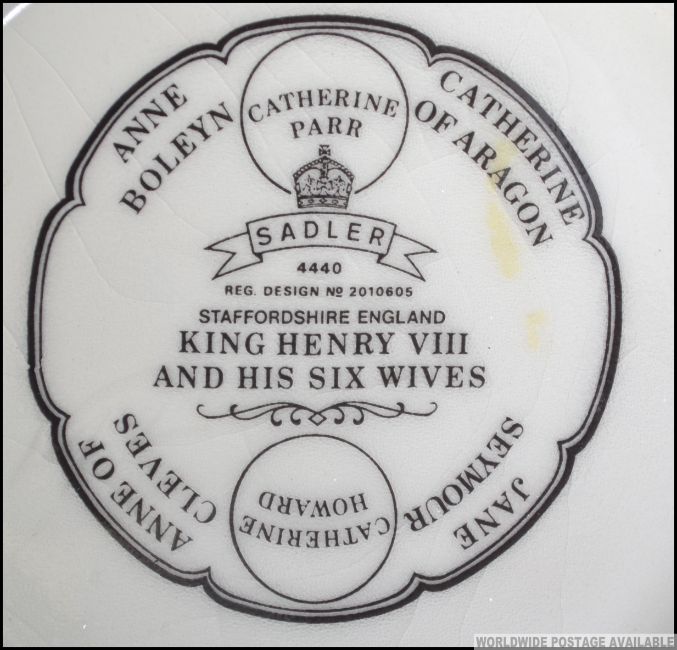 CATHERINE
PARR
CATHERINE
OF ARAGON
JANE
SEYMOUR
CATHERINE
HOWARD
ANNE OF
CLEVES
ANNE
BOLEYN
SADLER
4440
REG. DESIGN Nº 2010605
STAFFORDSHIRE ENGLAND
KING HENRY VIII
AND HIS SIX WIVES
WORLDWIDE POSTAGE AVAILABLE